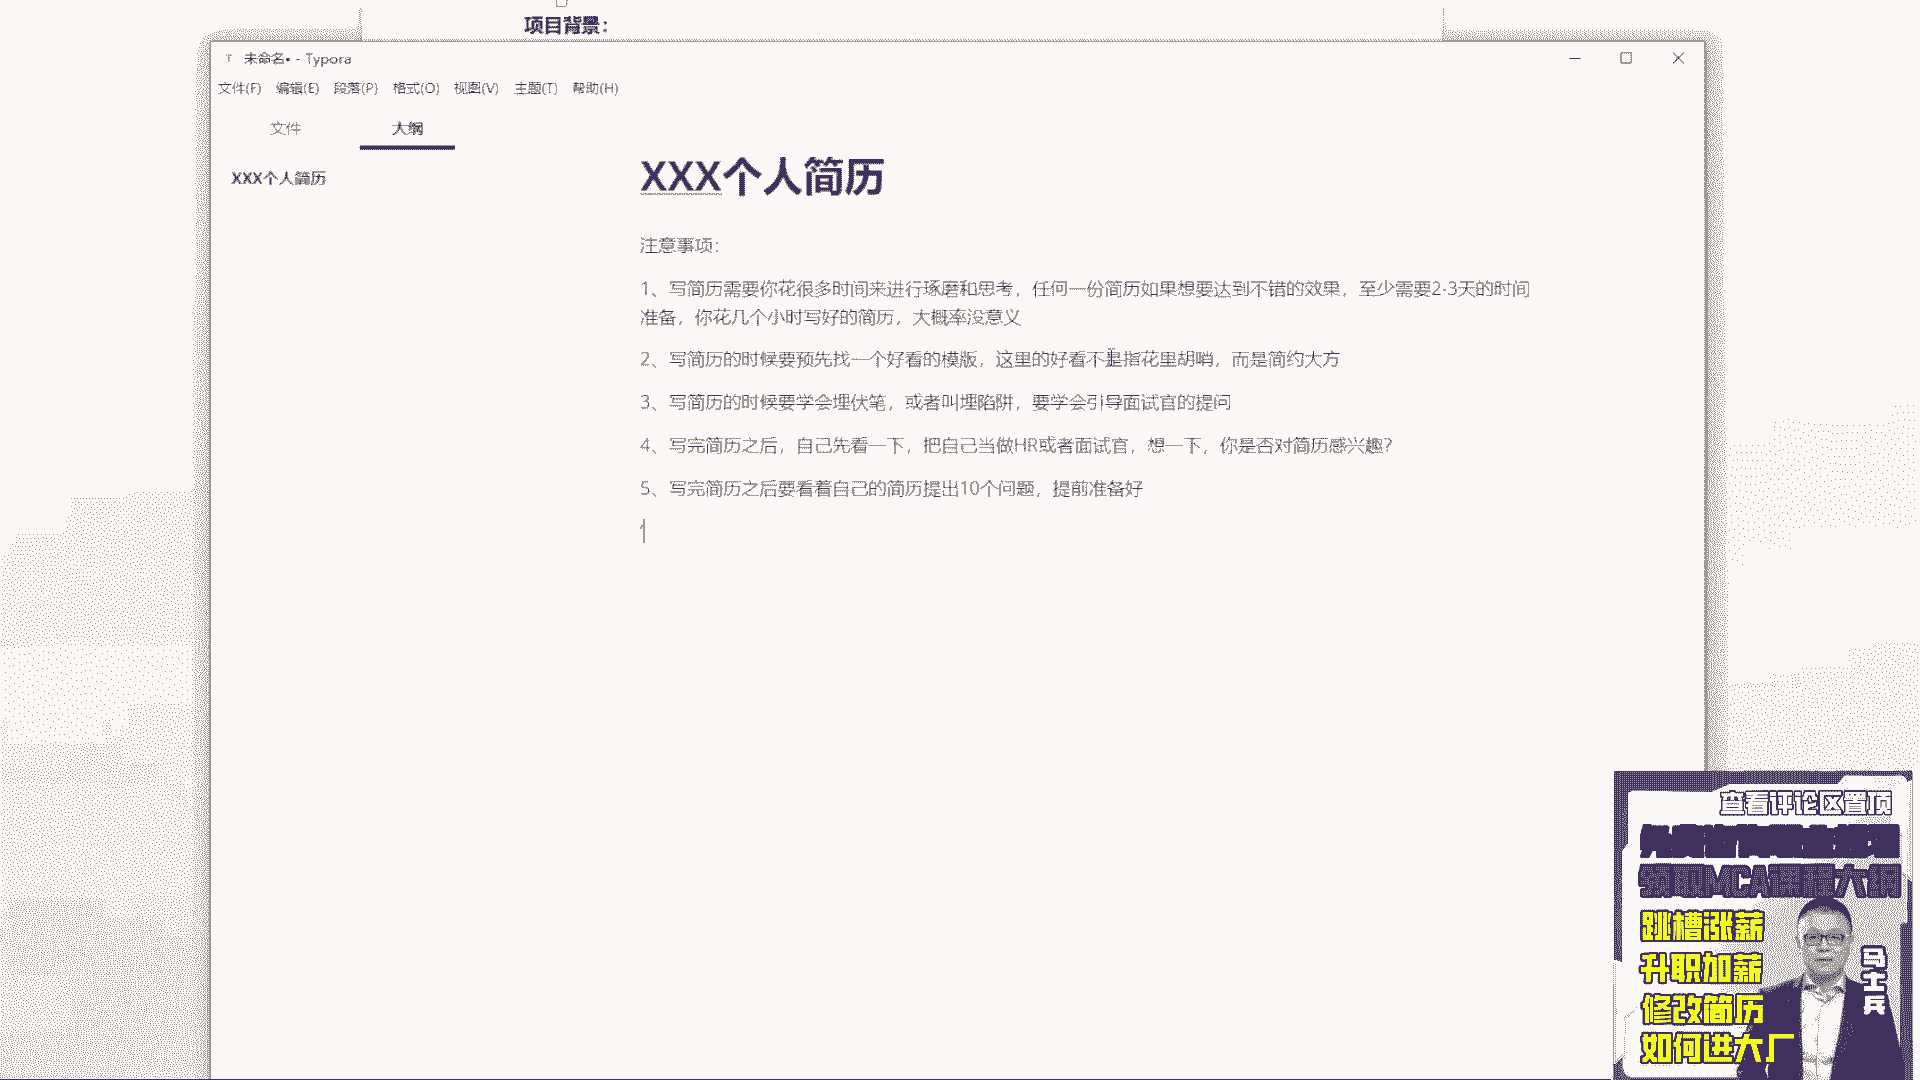 项目背景：
未命名• - Typora
文件(F) 编辑(E) 段落(P) 格式(O) 视图(V) 主题(T) 帮助(H)
文件 大纲
XXX个人简历
XXX个人简历
注意事项：
1、写简历需要你花很多时间来进行琢磨和思考，任何一份简历如果想要达到不错的效果，至少需要2-3天的时间
准备，你花几个小时写好的简历，大概率没意义
2、写简历的时候要预先找一个好看的模版，这里的好看不是指花里胡哨，而是简约大方
3、写简历的时候要学会埋伏笔，或者叫埋陷阱，要学会引导面试官的提问
4、写完简历之后，自己先看一下，把自己当做HR或者面试官，想一下，你是否对简历感兴趣？
5、写完简历之后要看着自己的简历提出10个问题，提前准备好
查看评论区置顶
领取MCA课程大纲
跳槽涨薪
升职加薪
修改简历
如何进大厂
马士兵